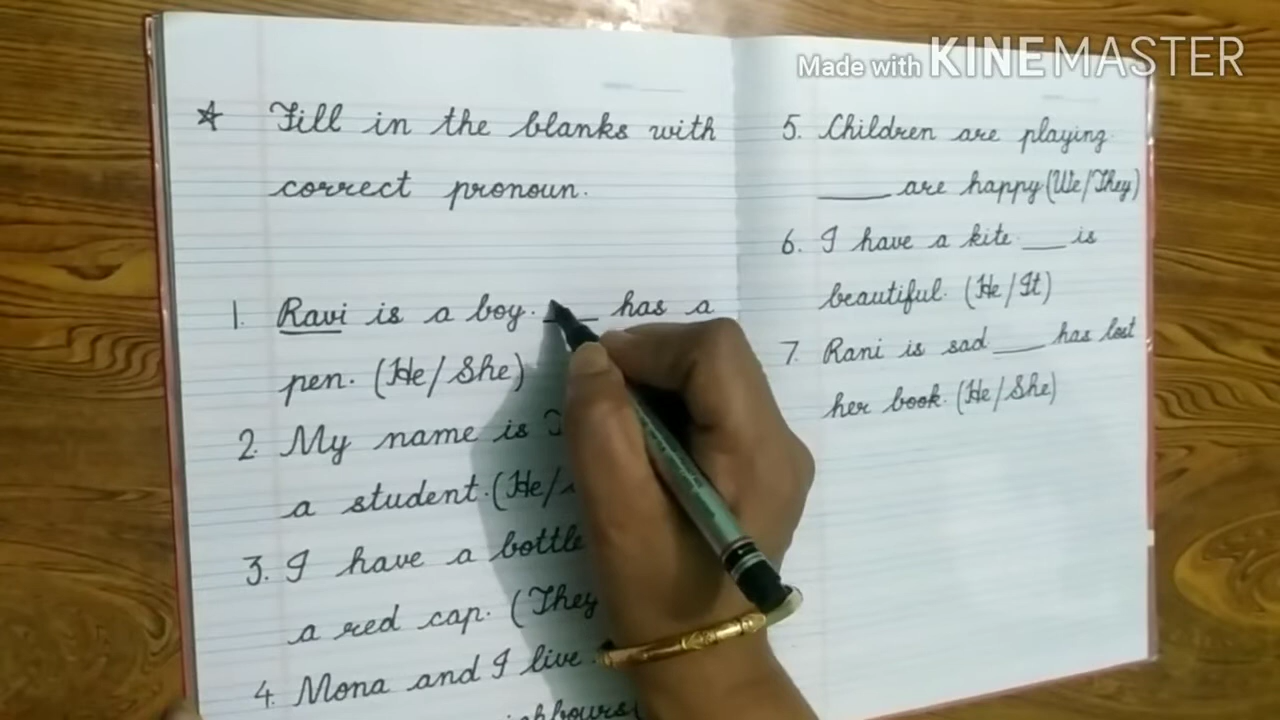 Made with KINEMASTER
☆ Fill in the blanks with
correct pronoun.
1. Ravi is a boy. ___ has a
pen. (He/She)
2. My name is
a student. (He/
3. I have a bottle
a red cap. (They
4. Mona and I live
5. Children are playing
____ are happy (We/They)
6. I have a kite ___ is
beautiful. (He/It)
7. Rani is sad ___ has lost
her book. (He/She)